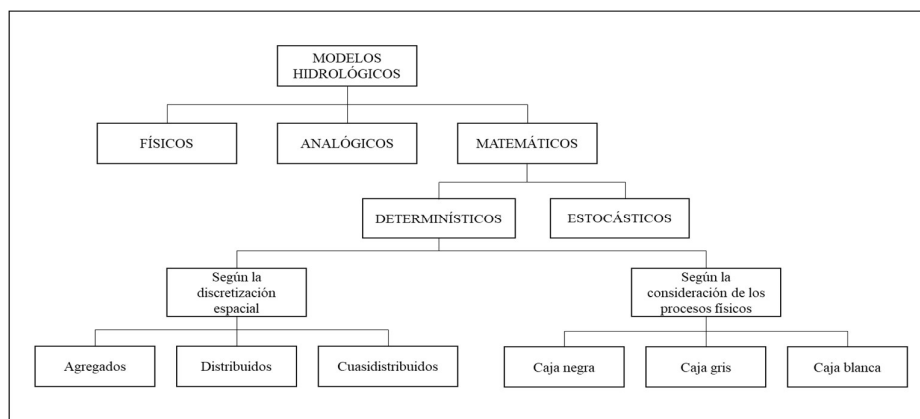 MODELOS
HIDROLÓGICOS
FÍSICOS
ANALÓGICOS
MATEMÁTICOS
DETERMINÍSTICOS
ESTOCÁSTICOS
Según la
discretización
espacial
Según la
consideración de los
procesos físicos
Agregados
Distribuidos
Cuasidistribuidos
Caja negra
Caja gris
Caja blanca